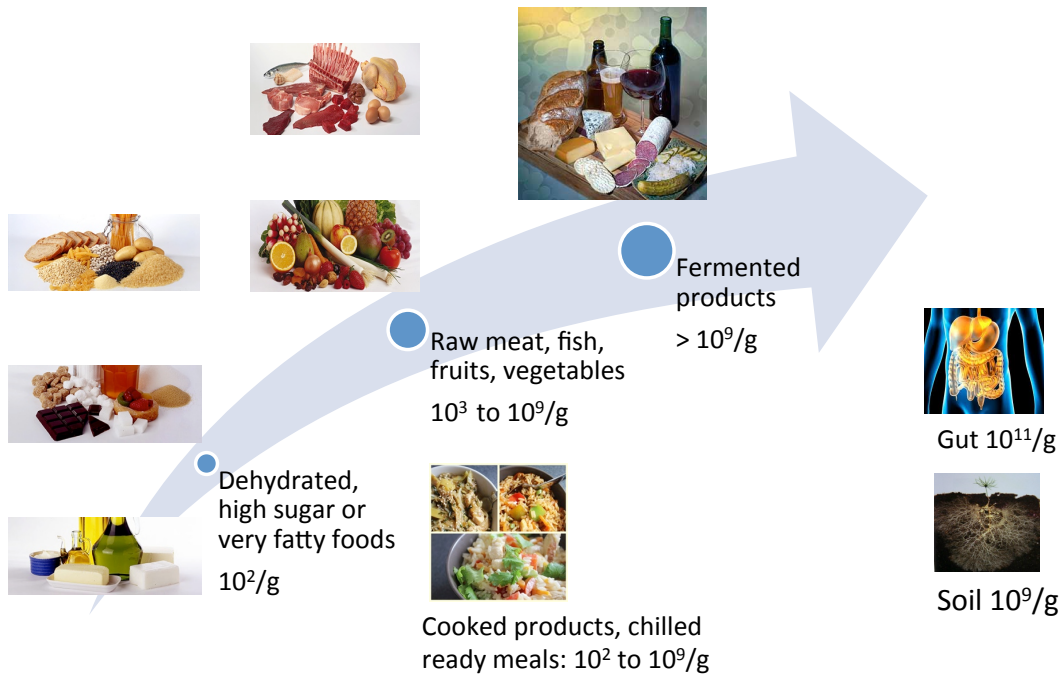 Fermented
products
> 10⁹/g
Raw meat, fish,
fruits, vegetables
10³ to 10⁹/g
Gut 10¹¹/g
Dehydrated,
high sugar or
very fatty foods
10²/g
Soil 10⁹/g
Cooked products, chilled
ready meals: 10² to 10⁹/g